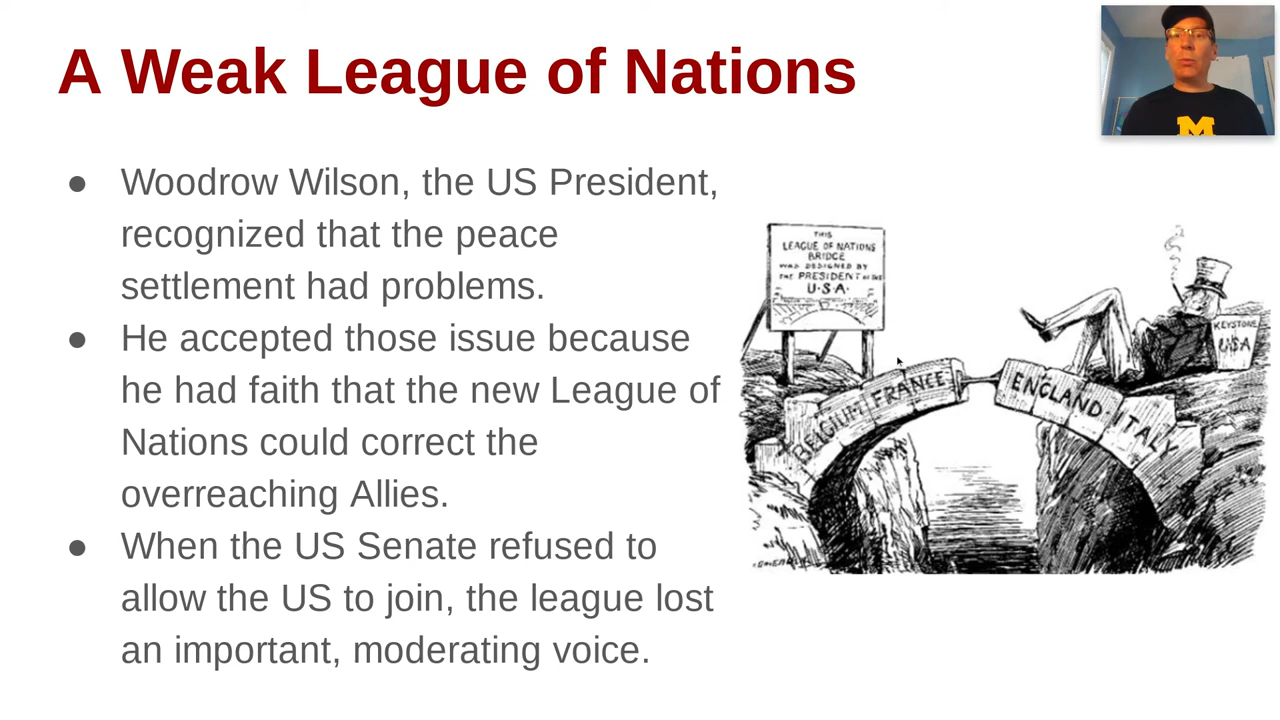 A Weak League of Nations
● Woodrow Wilson, the US President,
recognized that the peace
settlement had problems.
● He accepted those issue because
he had faith that the new League of
Nations could correct the
overreaching Allies.
● When the US Senate refused to
allow the US to join, the league lost
an important, moderating voice.
M
THIS
LEAGUE OF NATIONS
BRIDGE
WAS DESIGNED BY
THE PRESIDENT OF THE
U·S·A·
BELGIUM FRANCE
ENGLAND ITALY
KEYSTONE
USA